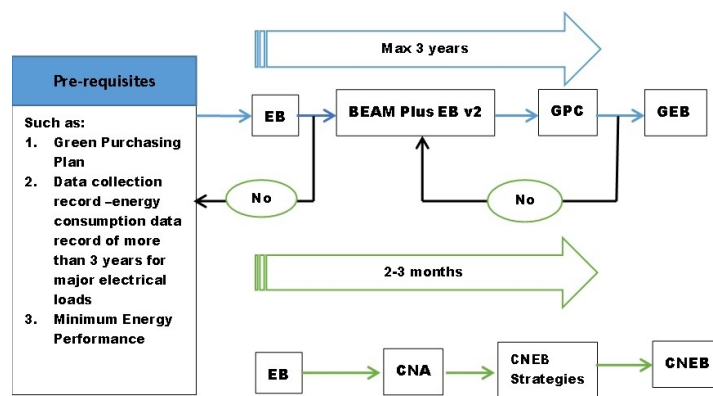 Max 3 years
Pre-requisites
Such as:
1. Green Purchasing
Plan
2. Data collection
record –energy
consumption data
record of more
than 3 years for
major electrical
loads
3. Minimum Energy
Performance
EB
BEAM Plus EB v2
GPC
GEB
No
No
2-3 months
EB
CNA
CNEB
Strategies
CNEB